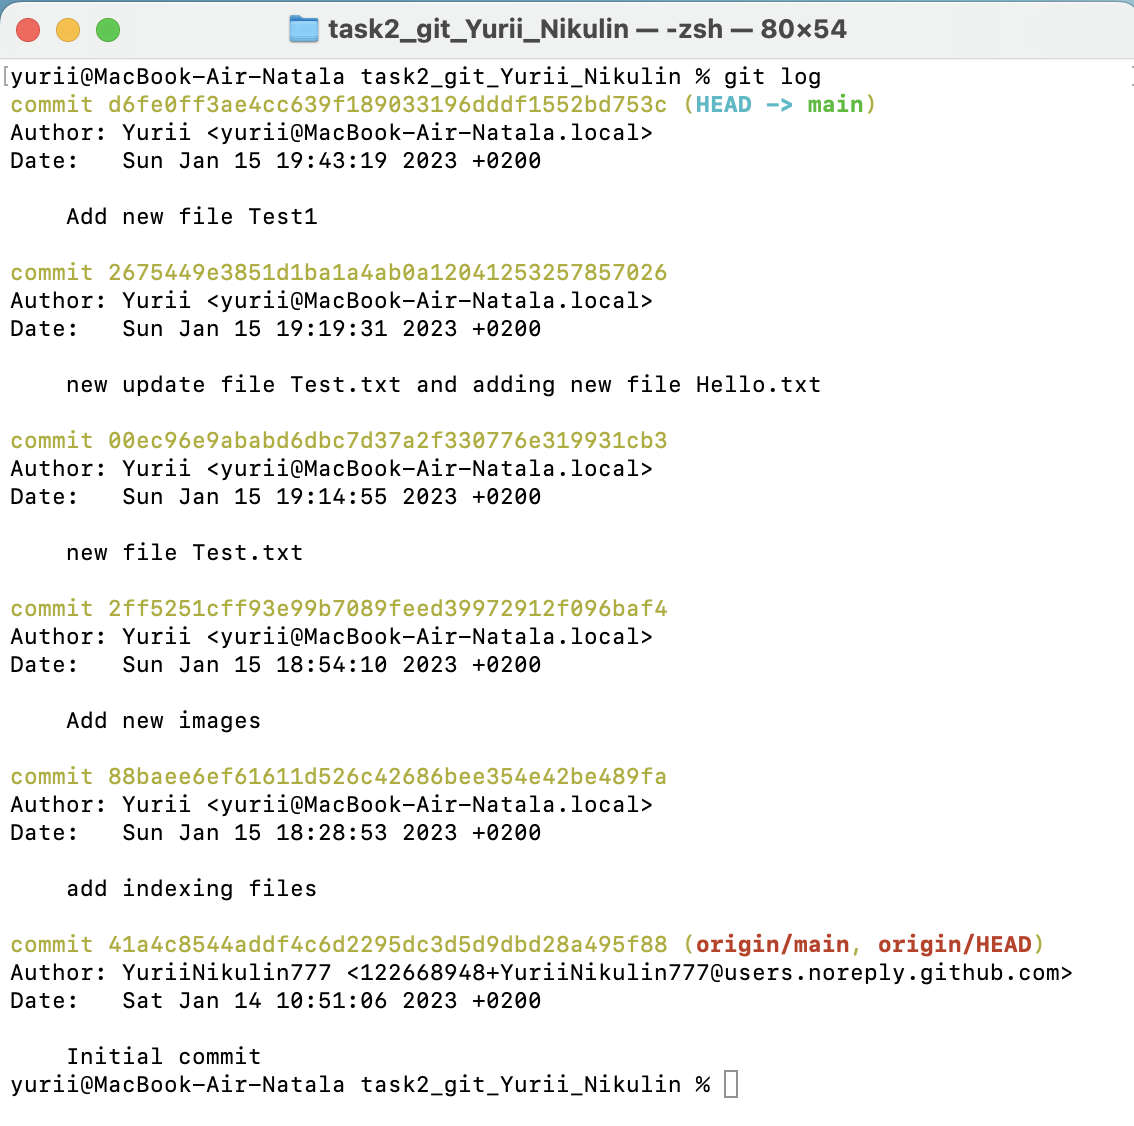 task2_git_Yurii_Nikulin — -zsh — 80×54
yurii@MacBook-Air-Natala task2_git_Yurii_Nikulin % git log
commit d6fe0ff3ae4cc639f189033196dddf1552bd753c (HEAD -> main)
Author: Yurii <yurii@MacBook-Air-Natala.local>
Date:   Sun Jan 15 19:43:19 2023 +0200
    Add new file Test1
commit 2675449e3851d1ba1a4ab0a12041253257857026
Author: Yurii <yurii@MacBook-Air-Natala.local>
Date:   Sun Jan 15 19:19:31 2023 +0200
    new update file Test.txt and adding new file Hello.txt
commit 00ec96e9ababd6dbc7d37a2f330776e319931cb3
Author: Yurii <yurii@MacBook-Air-Natala.local>
Date:   Sun Jan 15 19:14:55 2023 +0200
    new file Test.txt
commit 2ff5251cff93e99b7089feed39972912f096baf4
Author: Yurii <yurii@MacBook-Air-Natala.local>
Date:   Sun Jan 15 18:54:10 2023 +0200
    Add new images
commit 88baee6ef61611d526c42686bee354e42be489fa
Author: Yurii <yurii@MacBook-Air-Natala.local>
Date:   Sun Jan 15 18:28:53 2023 +0200
    add indexing files
commit 41a4c8544addf4c6d2295dc3d5d9dbd28a495f88 (origin/main, origin/HEAD)
Author: YuriiNikulin777 <122668948+YuriiNikulin777@users.noreply.github.com>
Date:   Sat Jan 14 10:51:06 2023 +0200
    Initial commit
yurii@MacBook-Air-Natala task2_git_Yurii_Nikulin %